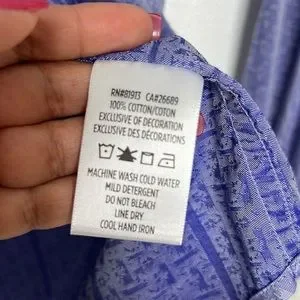 RN#81913 CA#26689
100% COTTON/COTON
EXCLUSIVE OF DECORATION
EXCLUSIVE DES DÉCORATIONS
MACHINE WASH COLD WATER
MILD DETERGENT
DO NOT BLEACH
LINE DRY
COOL HAND IRON